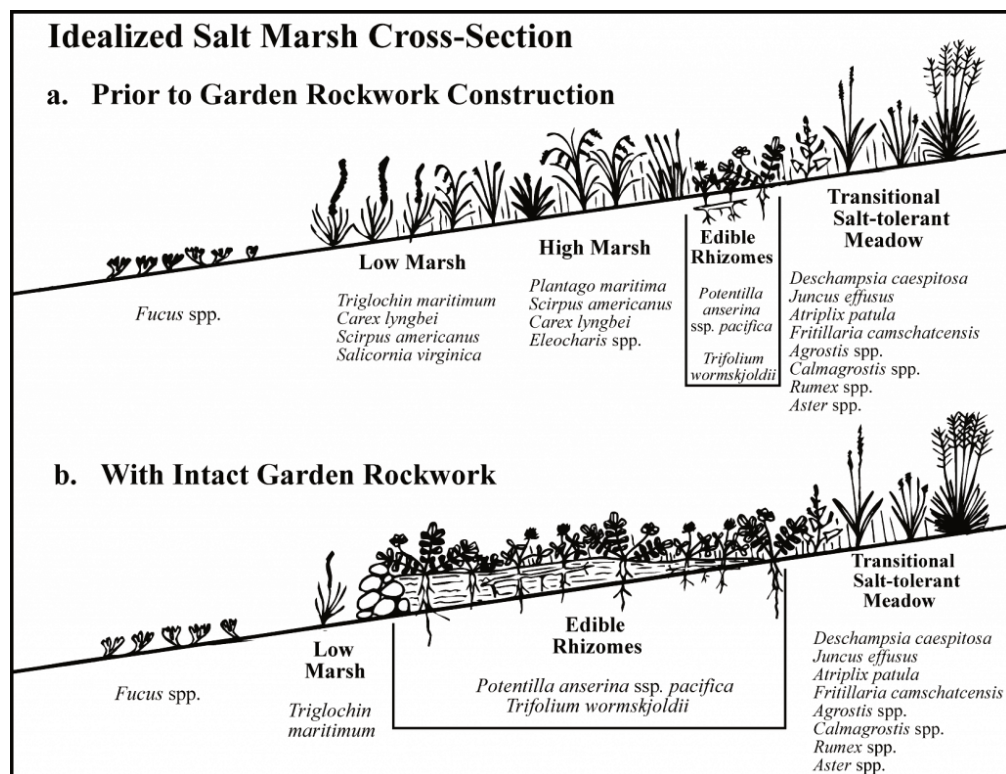 Idealized Salt Marsh Cross-Section
a. Prior to Garden Rockwork Construction
Fucus spp.
Low Marsh
Triglochin maritimum
Carex lyngbei
Scirpus americanus
Salicornia virginica
High Marsh
Plantago maritima
Scirpus americanus
Carex lyngbei
Eleocharis spp.
Edible
Rhizomes
Potentilla
anserina
ssp. pacifica
Trifolium
wormskjoldii
Transitional
Salt-tolerant
Meadow
Deschampsia caespitosa
Juncus effusus
Atriplix patula
Fritillaria camschatcensis
Agrostis spp.
Calmagrostis spp.
Rumex spp.
Aster spp.
b. With Intact Garden Rockwork
Fucus spp.
Low
Marsh
Triglochin
maritimum
Edible
Rhizomes
Potentilla anserina ssp. pacifica
Trifolium wormskjoldii
Transitional
Salt-tolerant
Meadow
Deschampsia caespitosa
Juncus effusus
Atriplix patula
Fritillaria camschatcensis
Agrostis spp.
Calmagrostis spp.
Rumex spp.
Aster spp.